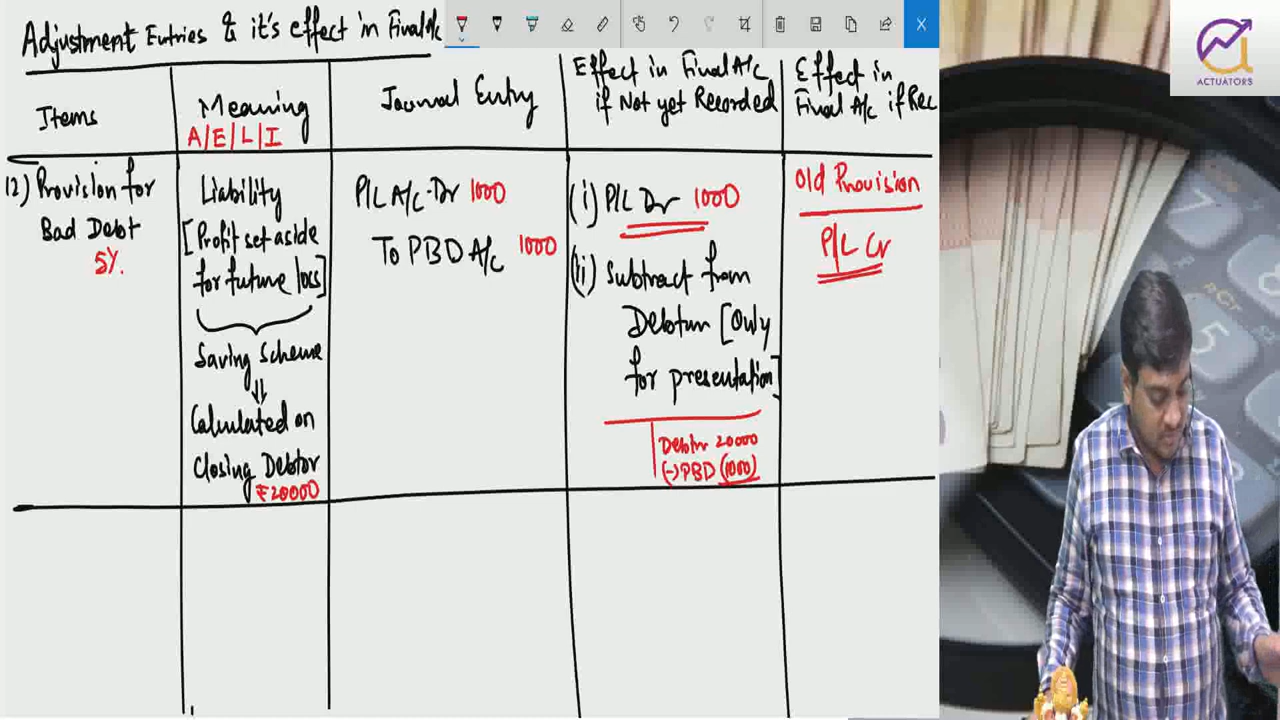 Adjustment Entries & it's effect in Final A/c
Items
Meaning
A/E/L/I
Journal Entry
Effect in Final A/c
if Not yet Recorded
Effect in
Final A/c if Rec
12) Provision for
Bad Debt
5%
Liability
[Profit set aside
for future loss]
Saving Scheme
Calculated on
Closing Debtor
₹20000
P/L A/c-Dr 1000
To PBD A/c 1000
(i) P/L Dr 1000
(ii) Subtract from
Debtor [Only
for presentation]
Debtor 20000
(-) PBD (1000)
Old Provision
P/L Cr
ACTUATORS